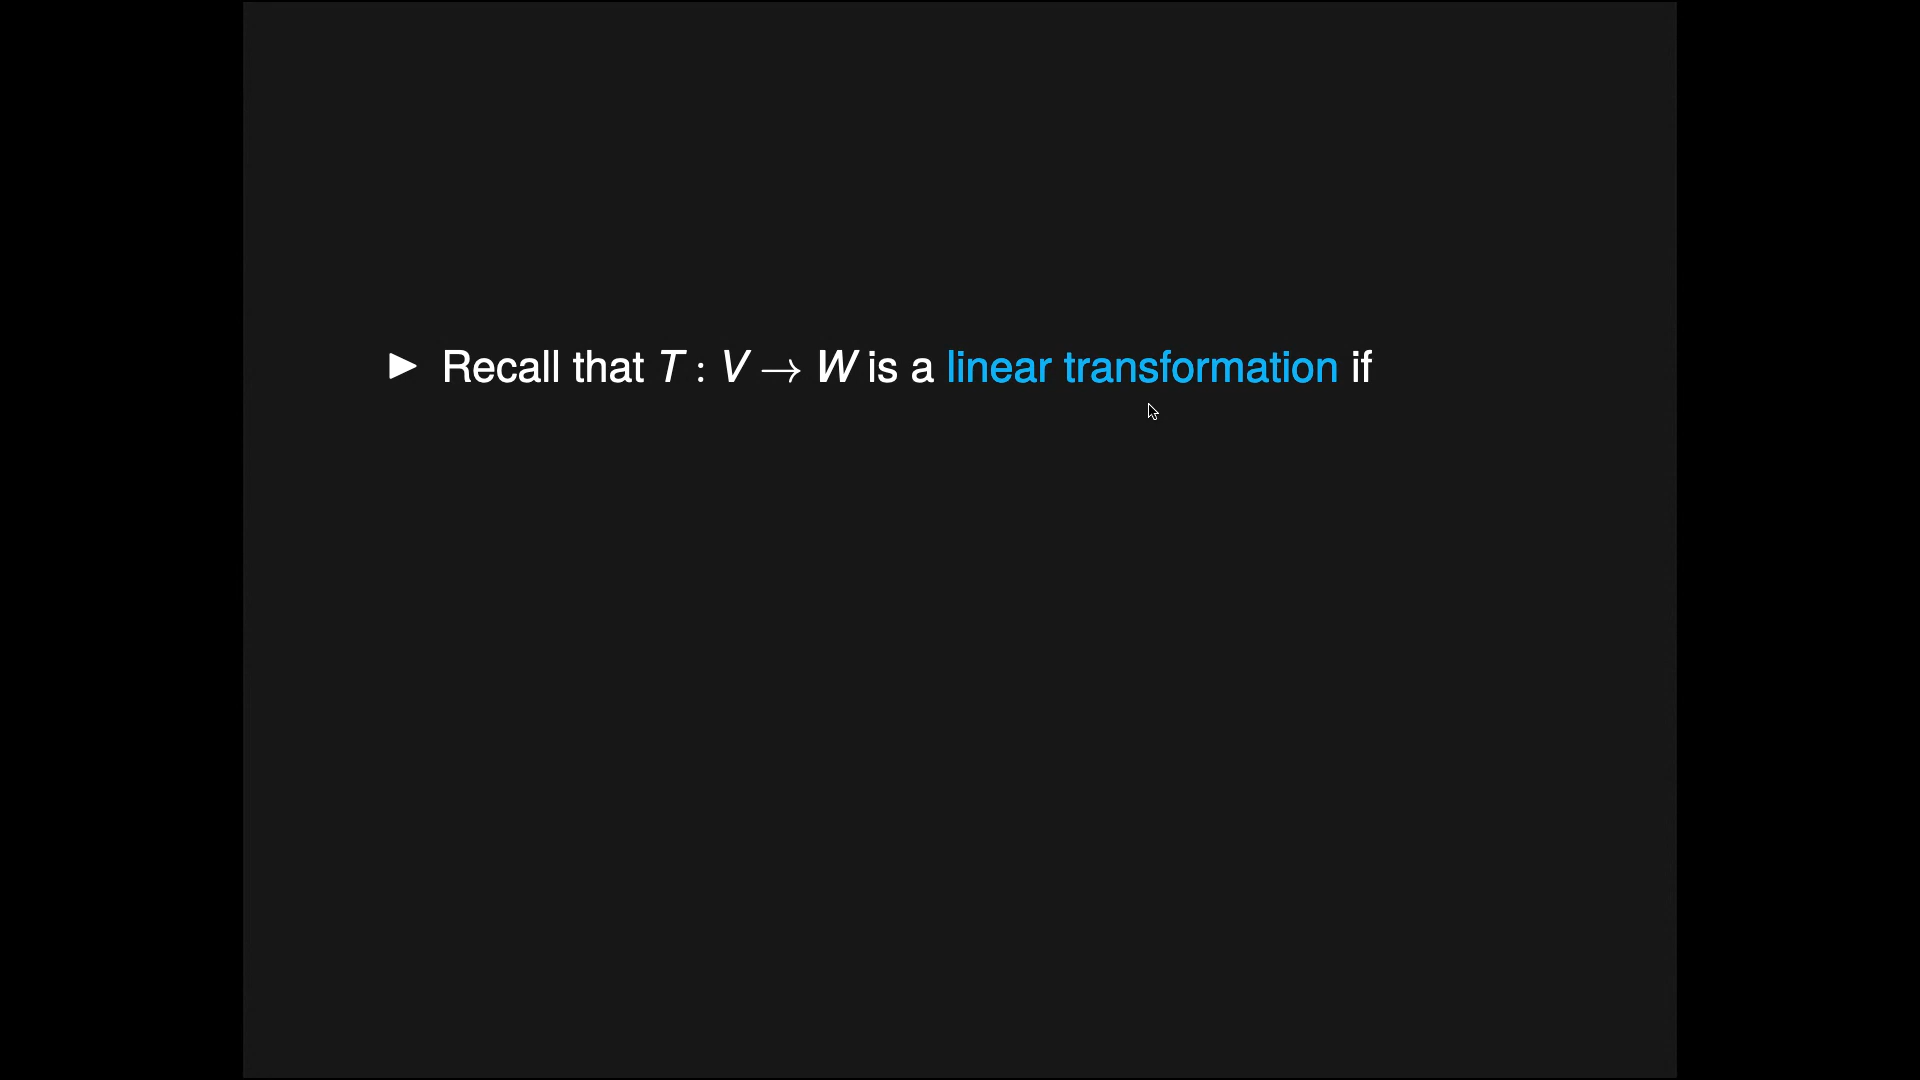 ► Recall that T : V → W is a linear transformation if